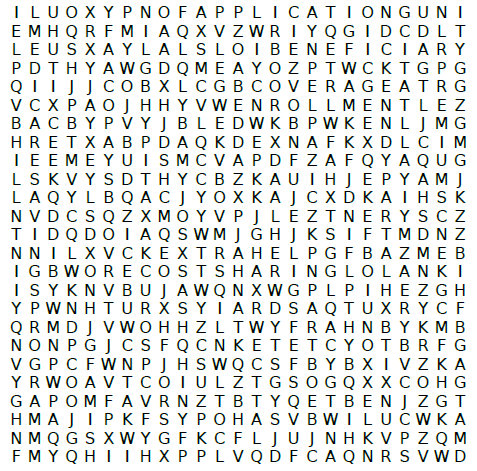 I L U O X Y P N O F A P P L I C A T I O N G U N I
E M H Q R F M I A Q X V Z W R I Y Q G I D C D L T
L E U S X A Y L A L S L O I B E N E F I C I A R Y
P D T H Y A W G D Q M E A Y O Z P T W C K T G P G
Q I I J J C O B X L C G B C O V E R A G E A T R G
V C X P A O J H H Y V W E N R O L L M E N T L E Z
B A C B Y P V Y J B L E D W K B P W K E N L J M G
H R E T X A B P D A Q K D E X N A F K X D L C I M
I E E M E Y U I S M C V A P D F Z A F Q Y A Q U G
L S K V Y S D T H Y C B Z K A U I H J E P Y A M J
L A Q Y L B Q A C J Y O X K A J C X D K A I H S K
N V D C S Q Z X M O Y V P J L E Z T N E R Y S C Z
T I D Q D O I A Q S W M J G H J K S I F T M D N Z
N N I L X V C K E X T R A H E L P G F B A Z M E B
I G B W O R E C O S T S H A R I N G L O L A N K I
I S Y K N V B U J A W Q N X W G P L P I H E Z G H
Y P W N H T U R X S Y I A R D S A Q T U X R Y C F
Q R M D J V W O H H Z L T W Y F R A H N B Y K M B
N O N P G J C S F Q C N K E T E T C Y O T B R F G
V G P C F W N P J H S W Q C S F B Y B X I V Z K A
Y R W O A V T C O I U L Z T G S O G Q X X C O H G
G A P O M F A V R N Z T B T Y Q E T B E N J Z G T
H M A J I P K F S Y P O H A S V B W I L U C W K A
N M Q G S X W Y G F K C F L J U J N H K V P Z Q M
F M Y Q H I I H X P P L V Q D F C A Q N R S V W D